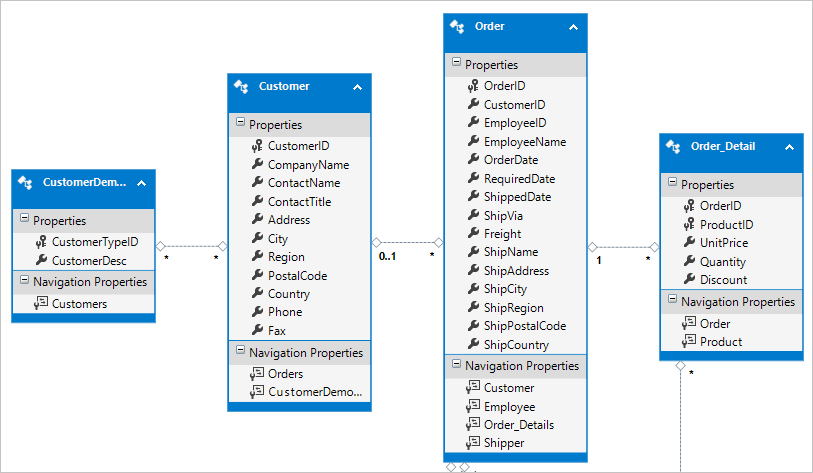 CustomerDem...
Properties
CustomerTypeID
CustomerDesc
Navigation Properties
Customers
*
*
Customer
Properties
CustomerID
CompanyName
ContactName
ContactTitle
Address
City
Region
PostalCode
Country
Phone
Fax
Navigation Properties
Orders
CustomerDemo...
0..1
*
Order
Properties
OrderID
CustomerID
EmployeeID
EmployeeName
OrderDate
RequiredDate
ShippedDate
ShipVia
Freight
ShipName
ShipAddress
ShipCity
ShipRegion
ShipPostalCode
ShipCountry
Navigation Properties
Customer
Employee
Order_Details
Shipper
1
*
Order_Detail
Properties
OrderID
ProductID
UnitPrice
Quantity
Discount
Navigation Properties
Order
Product
*